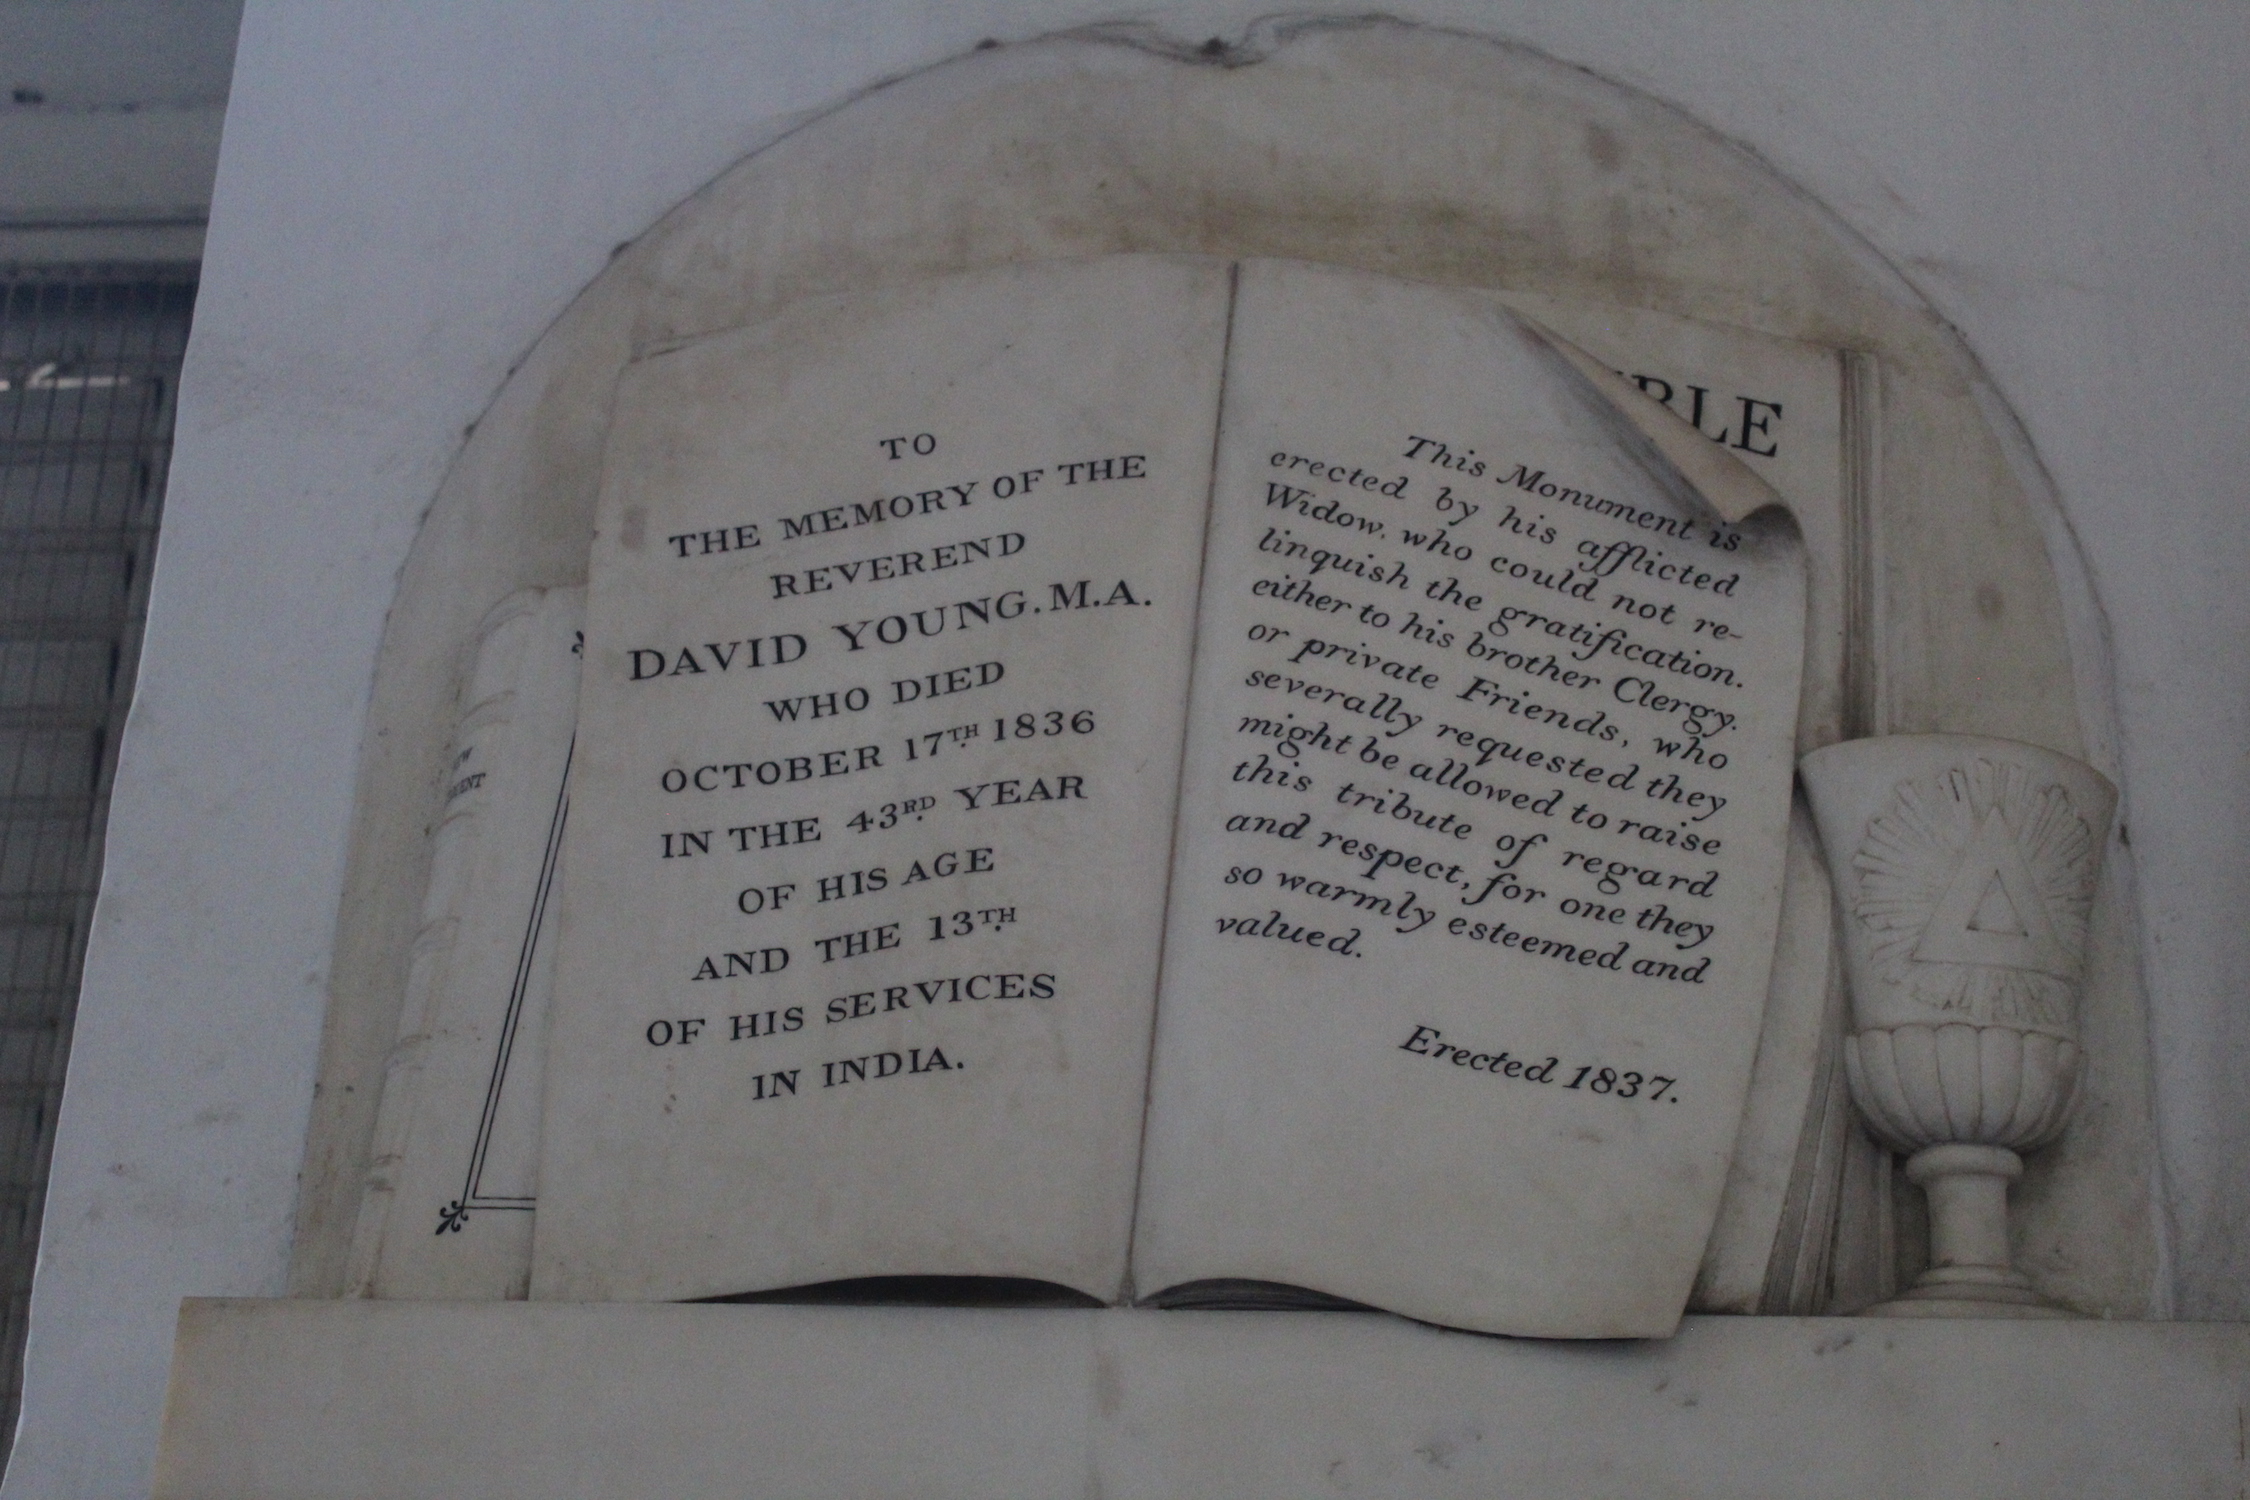 TO
THE MEMORY OF THE
REVEREND
DAVID YOUNG. M.A.
WHO DIED
OCTOBER 17TH. 1836
IN THE 43RD. YEAR
OF HIS AGE
AND THE 13TH.
OF HIS SERVICES
IN INDIA.
This Monument is
erected by his afflicted
Widow, who could not re-
linquish the gratification.
either to his brother Clergy.
or private Friends, who
severally requested they
might be allowed to raise
this tribute of regard
and respect, for one they
so warmly esteemed and
valued.
Erected 1837.